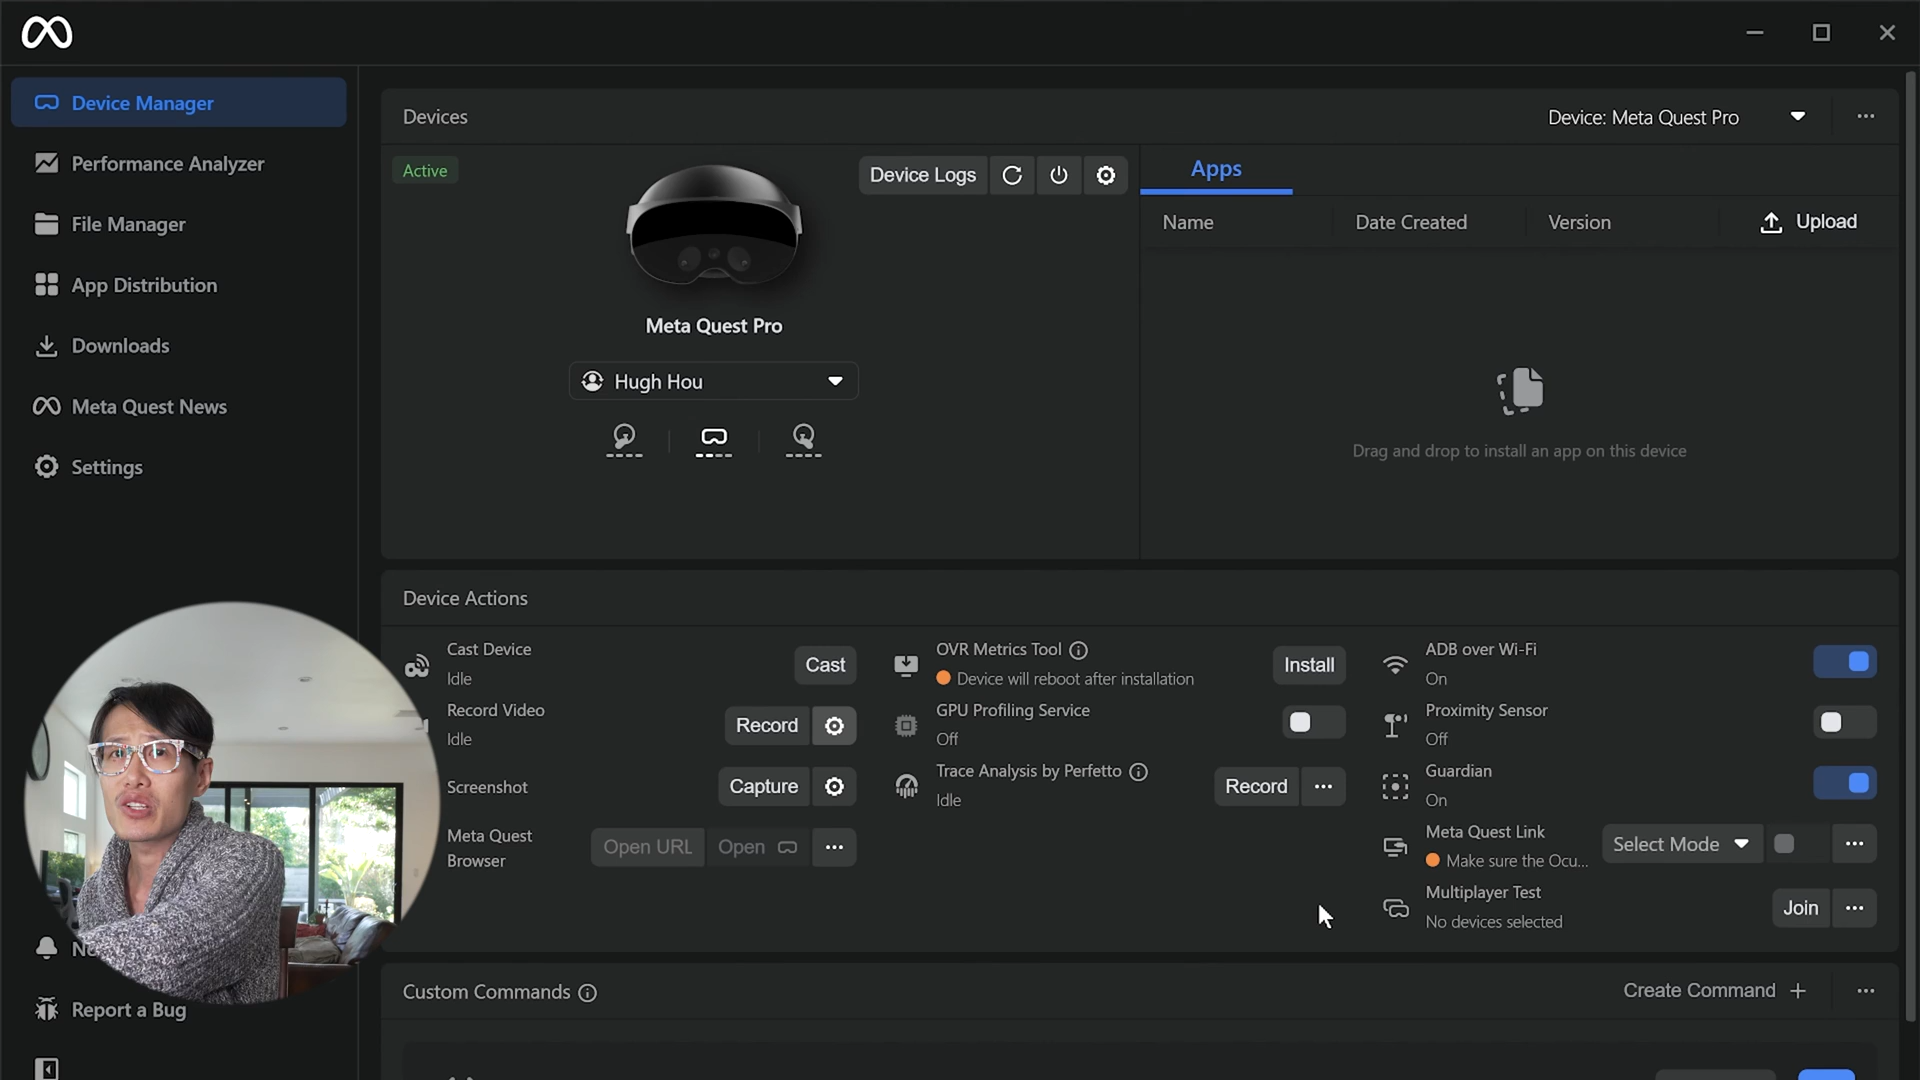 Device Manager
Performance Analyzer
File Manager
App Distribution
Downloads
Meta Quest News
Settings
Report a Bug
Devices
Device: Meta Quest Pro
Active
Device Logs
Meta Quest Pro
Hugh Hou
Apps
Name
Date Created
Version
Upload
Drag and drop to install an app on this device
Device Actions
Cast Device
Idle
Cast
Record Video
Idle
Record
Screenshot
Capture
Meta Quest
Browser
Open URL
Open
OVR Metrics Tool
Device will reboot after installation
Install
GPU Profiling Service
Off
Trace Analysis by Perfetto
Idle
Record
ADB over Wi-Fi
On
Proximity Sensor
Off
Guardian
On
Meta Quest Link
Make sure the Ocu...
Select Mode
Multiplayer Test
No devices selected
Join
Custom Commands
Create Command +